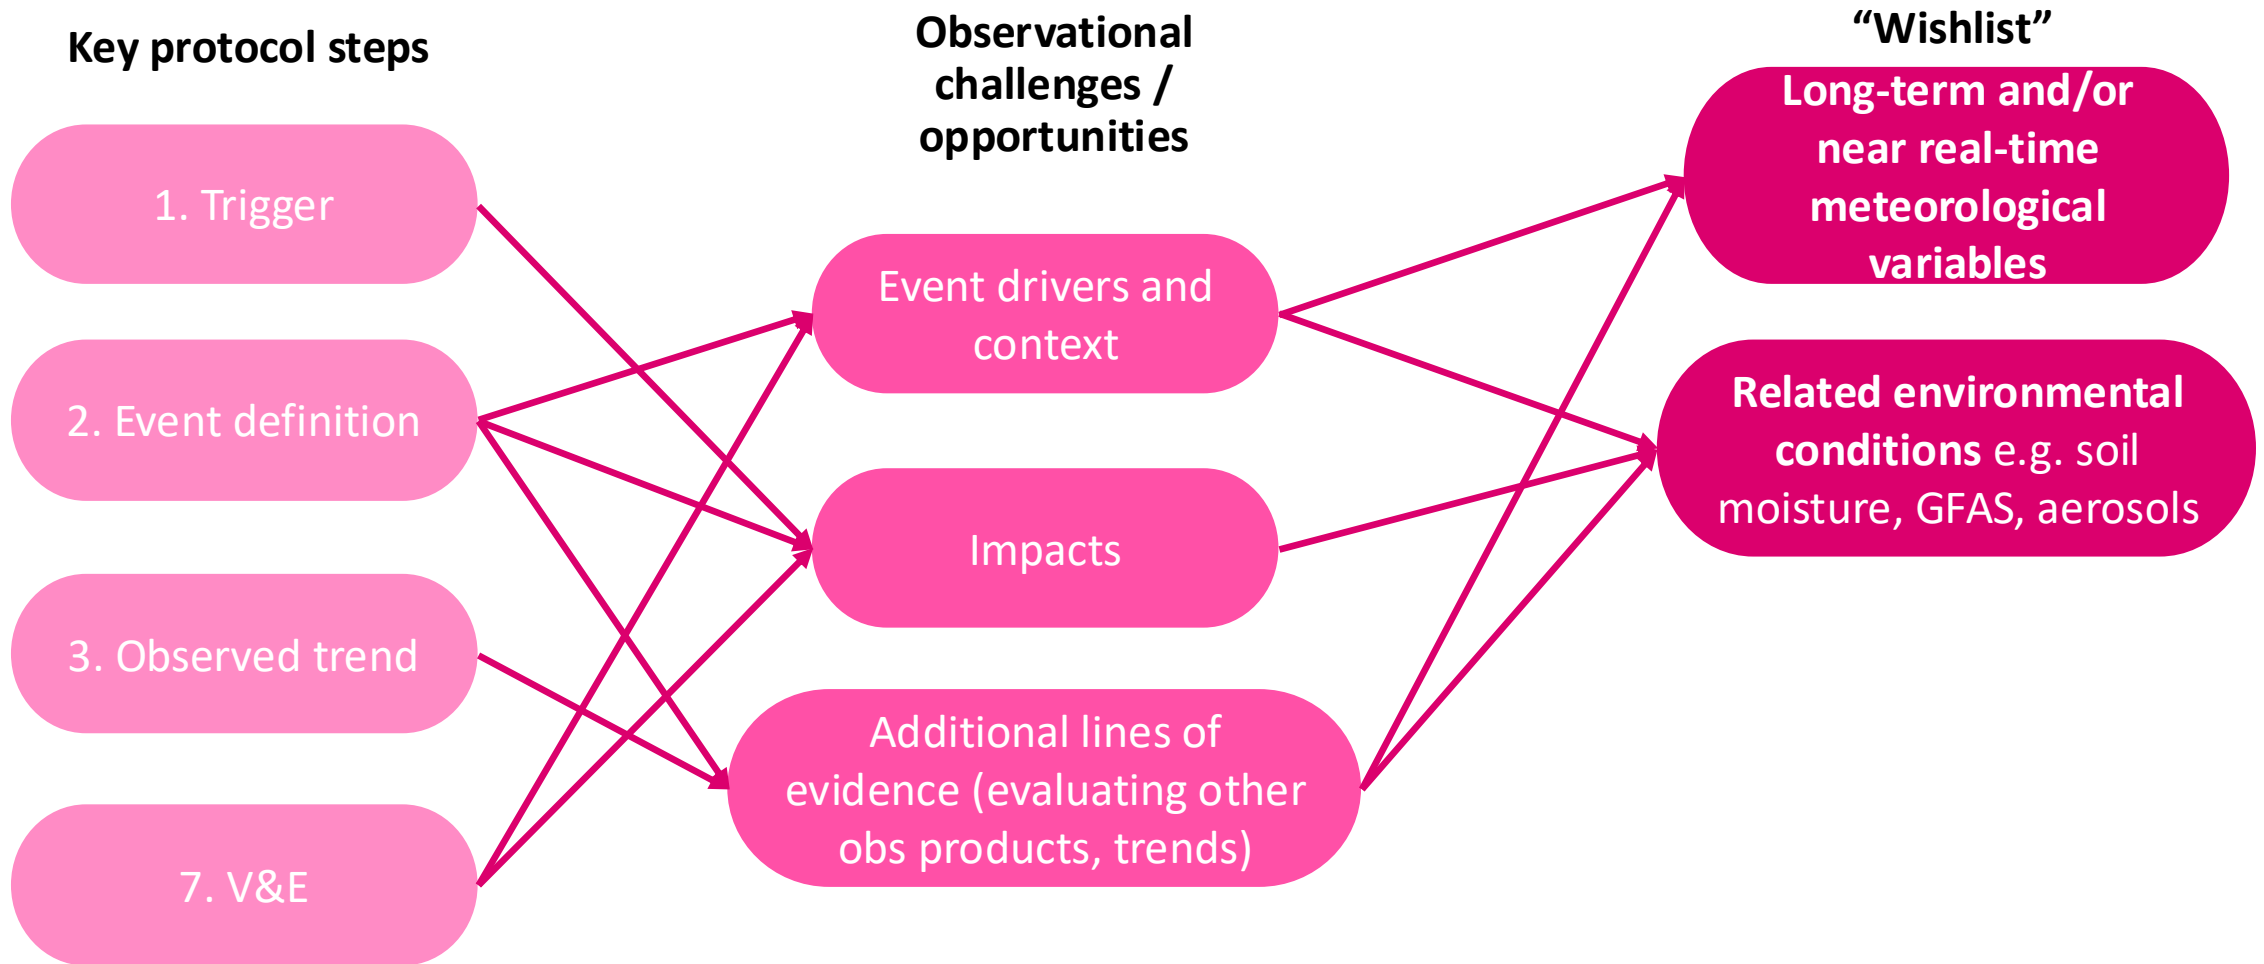 Key protocol steps
1. Trigger
2. Event definition
3. Observed trend
7. V&E
Observational
challenges /
opportunities
Event drivers and
context
Impacts
Additional lines of
evidence (evaluating other
obs products, trends)
“Wishlist”
Long-term and/or
near real-time
meteorological
variables
Related environmental
conditions e.g. soil
moisture, GFAS, aerosols